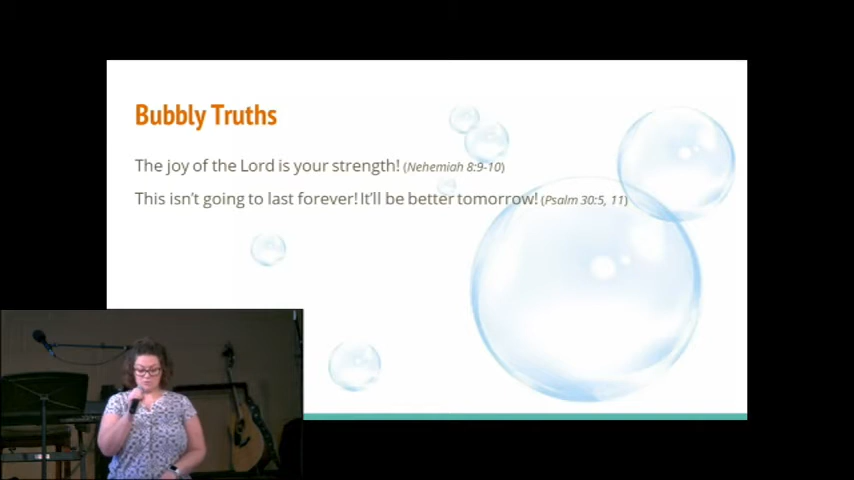 Bubbly Truths
The joy of the Lord is your strength! (Nehemiah 8:9-10)
This isn't going to last forever! It'll be better tomorrow! (Psalm 30:5, 11)